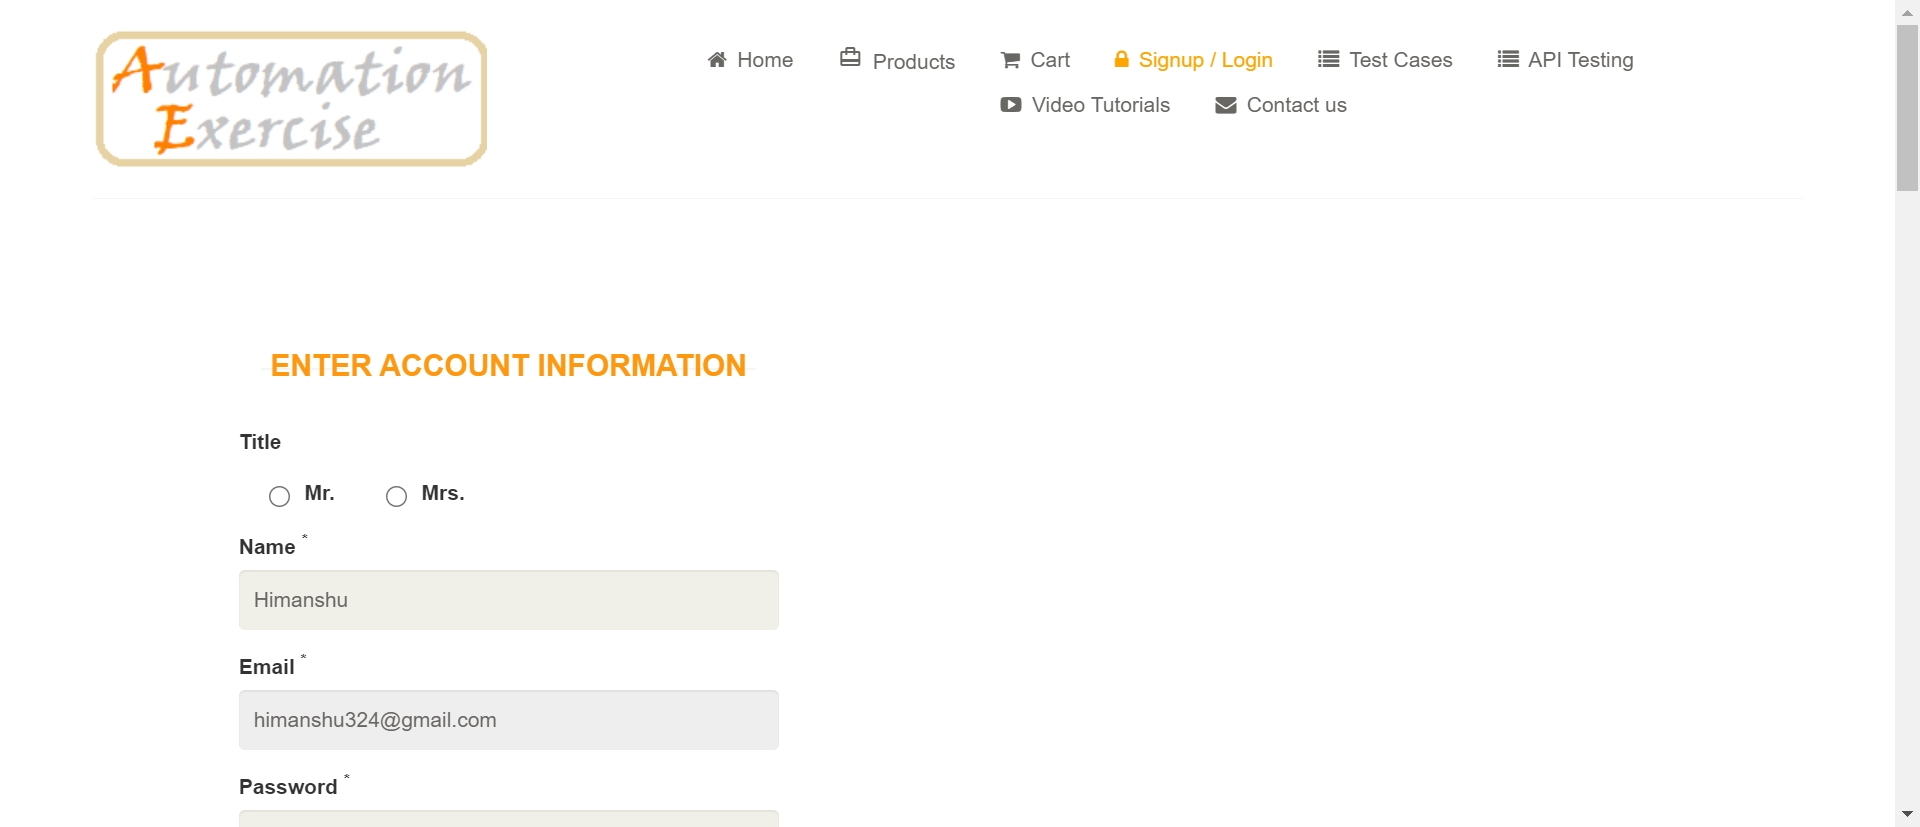 Automation
Exercise
Home Products Cart Signup / Login Test Cases API Testing
Video Tutorials Contact us
ENTER ACCOUNT INFORMATION
Title
Mr. Mrs.
Name *
Himanshu
Email *
himanshu324@gmail.com
Password *